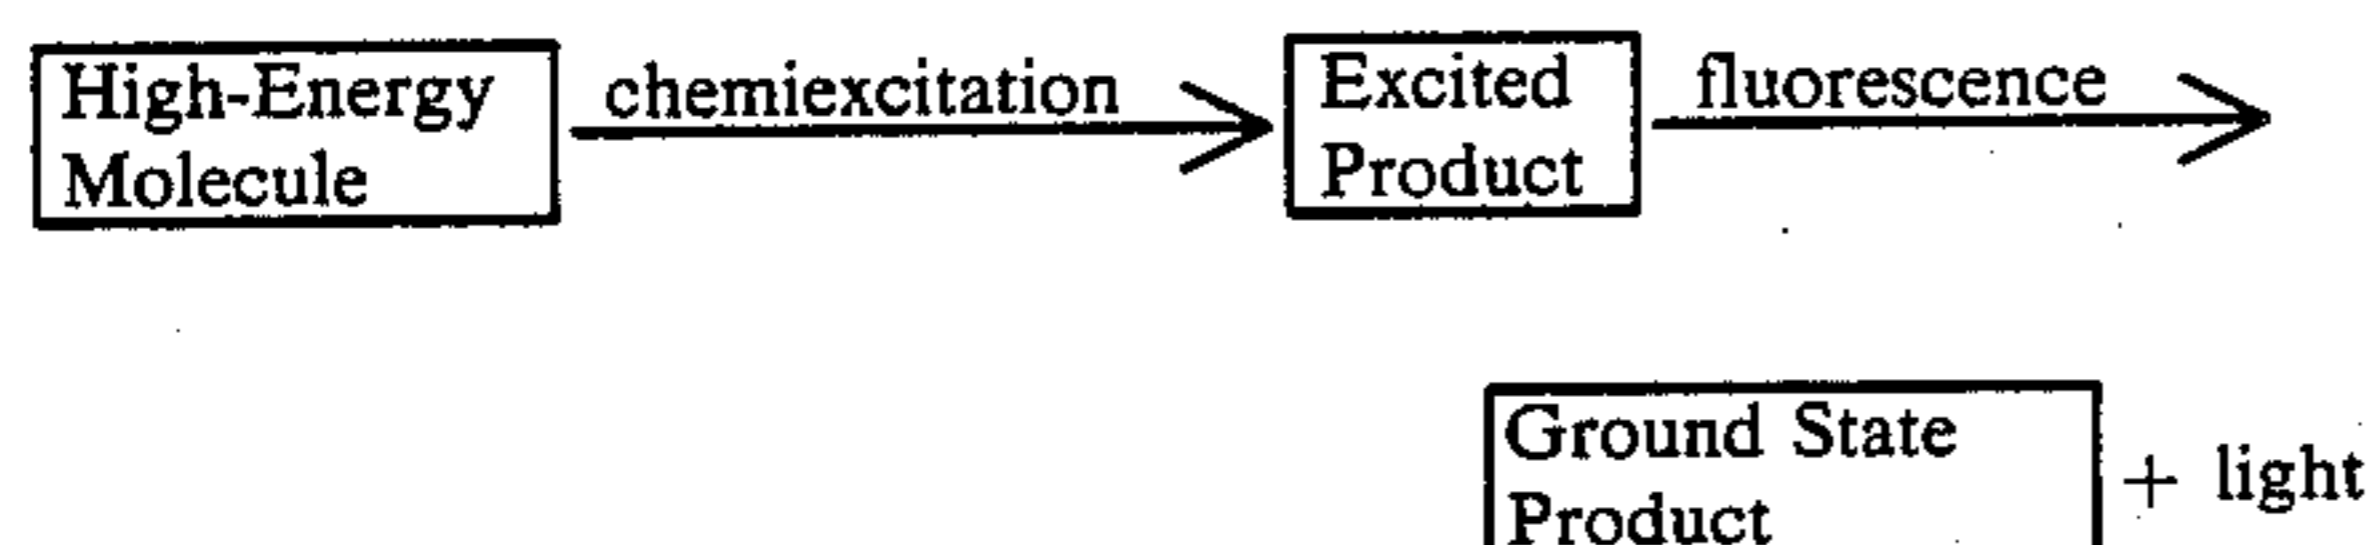 High-Energy
Molecule
chemiexcitation
Excited
Product
fluorescence
Ground State
Product
+ light